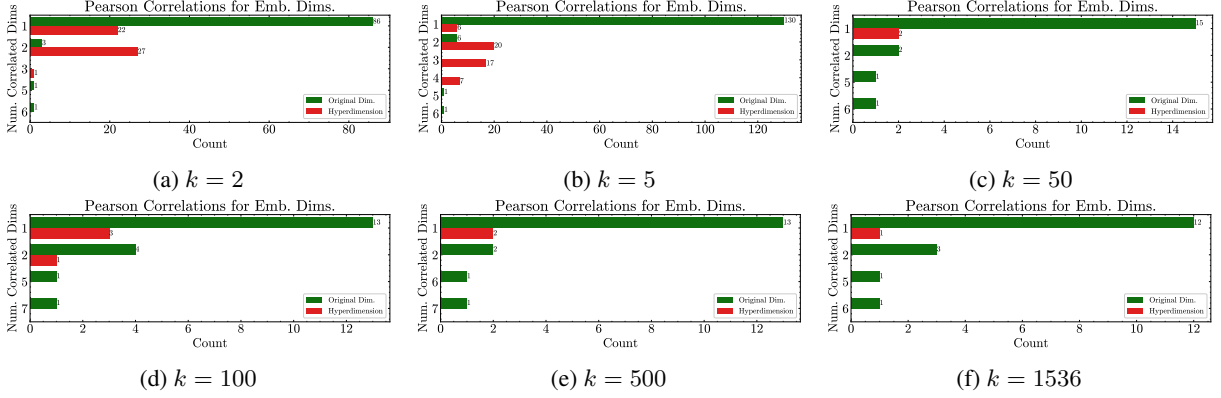 Pearson Correlations for Emb. Dims.
Num. Correlated Dims
1
2
3
5
6
86
22
3
27
1
1
1
Original Dim.
Hyperdimension
0 20 40 60 80
Count
(a) k = 2
Pearson Correlations for Emb. Dims.
Num. Correlated Dims
1
2
3
4
5
6
130
6
20
17
7
1
1
Original Dim.
Hyperdimension
0 20 40 60 80 100 120
Count
(b) k = 5
Pearson Correlations for Emb. Dims.
Num. Correlated Dims
1
2
5
6
15
2
2
1
1
Original Dim.
Hyperdimension
0 2 4 6 8 10 12 14
Count
(c) k = 50
Pearson Correlations for Emb. Dims.
Num. Correlated Dims
1
2
5
7
13
3
4
1
1
1
Original Dim.
Hyperdimension
0 2 4 6 8 10 12
Count
(d) k = 100
Pearson Correlations for Emb. Dims.
Num. Correlated Dims
1
2
6
7
13
2
2
1
1
Original Dim.
Hyperdimension
0 2 4 6 8 10 12
Count
(e) k = 500
Pearson Correlations for Emb. Dims.
Num. Correlated Dims
1
2
5
6
12
1
3
1
1
Original Dim.
Hyperdimension
0 2 4 6 8 10 12
Count
(f) k = 1536